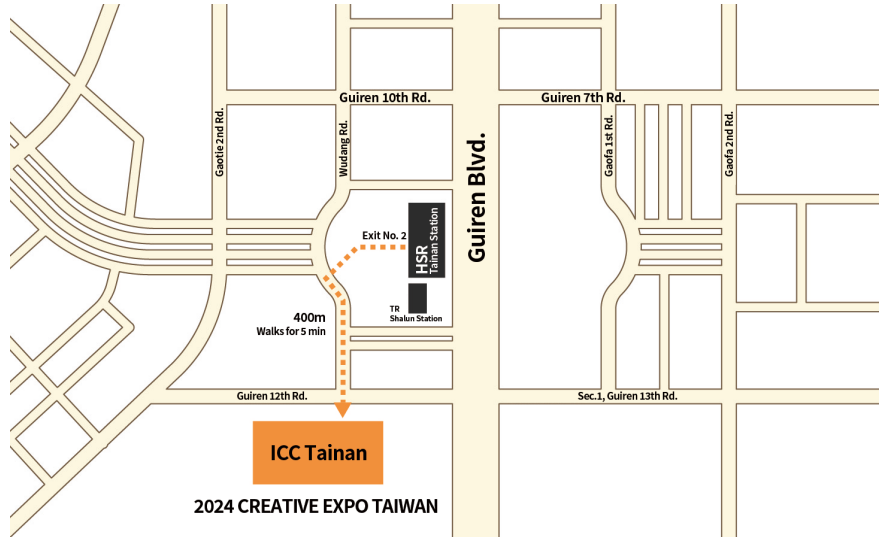 Guiren 10th Rd.
Guiren 7th Rd.
Gaotie 2nd Rd.
Wudang Rd.
Guiren Blvd.
Gaofa 1st Rd.
Gaofa 2nd Rd.
Exit No. 2
HSR
Tainan Station
TR
Shalun Station
400m
Walks for 5 min
Guiren 12th Rd.
Sec.1, Guiren 13th Rd.
ICC Tainan
2024 CREATIVE EXPO TAIWAN